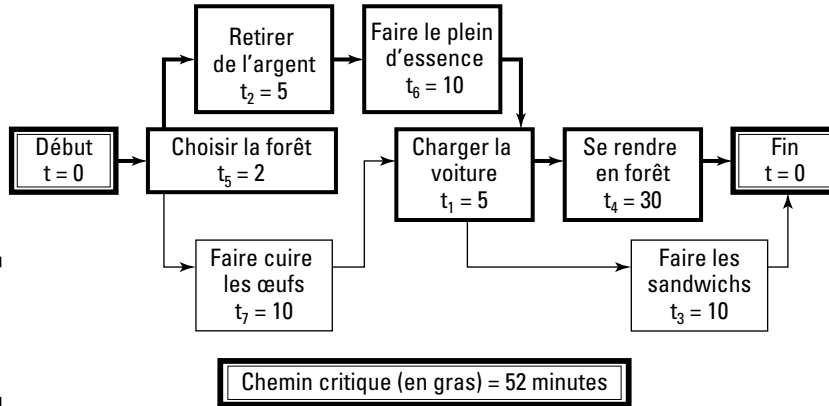 Retirer
de l'argent
t₂ = 5
Faire le plein
d'essence
t₆ = 10
Début
t = 0
Choisir la forêt
t₅ = 2
Charger la
voiture
t₁ = 5
Se rendre
en forêt
t₄ = 30
Fin
t = 0
Faire cuire
les œufs
t₇ = 10
Faire les
sandwichs
t₃ = 10
Chemin critique (en gras) = 52 minutes